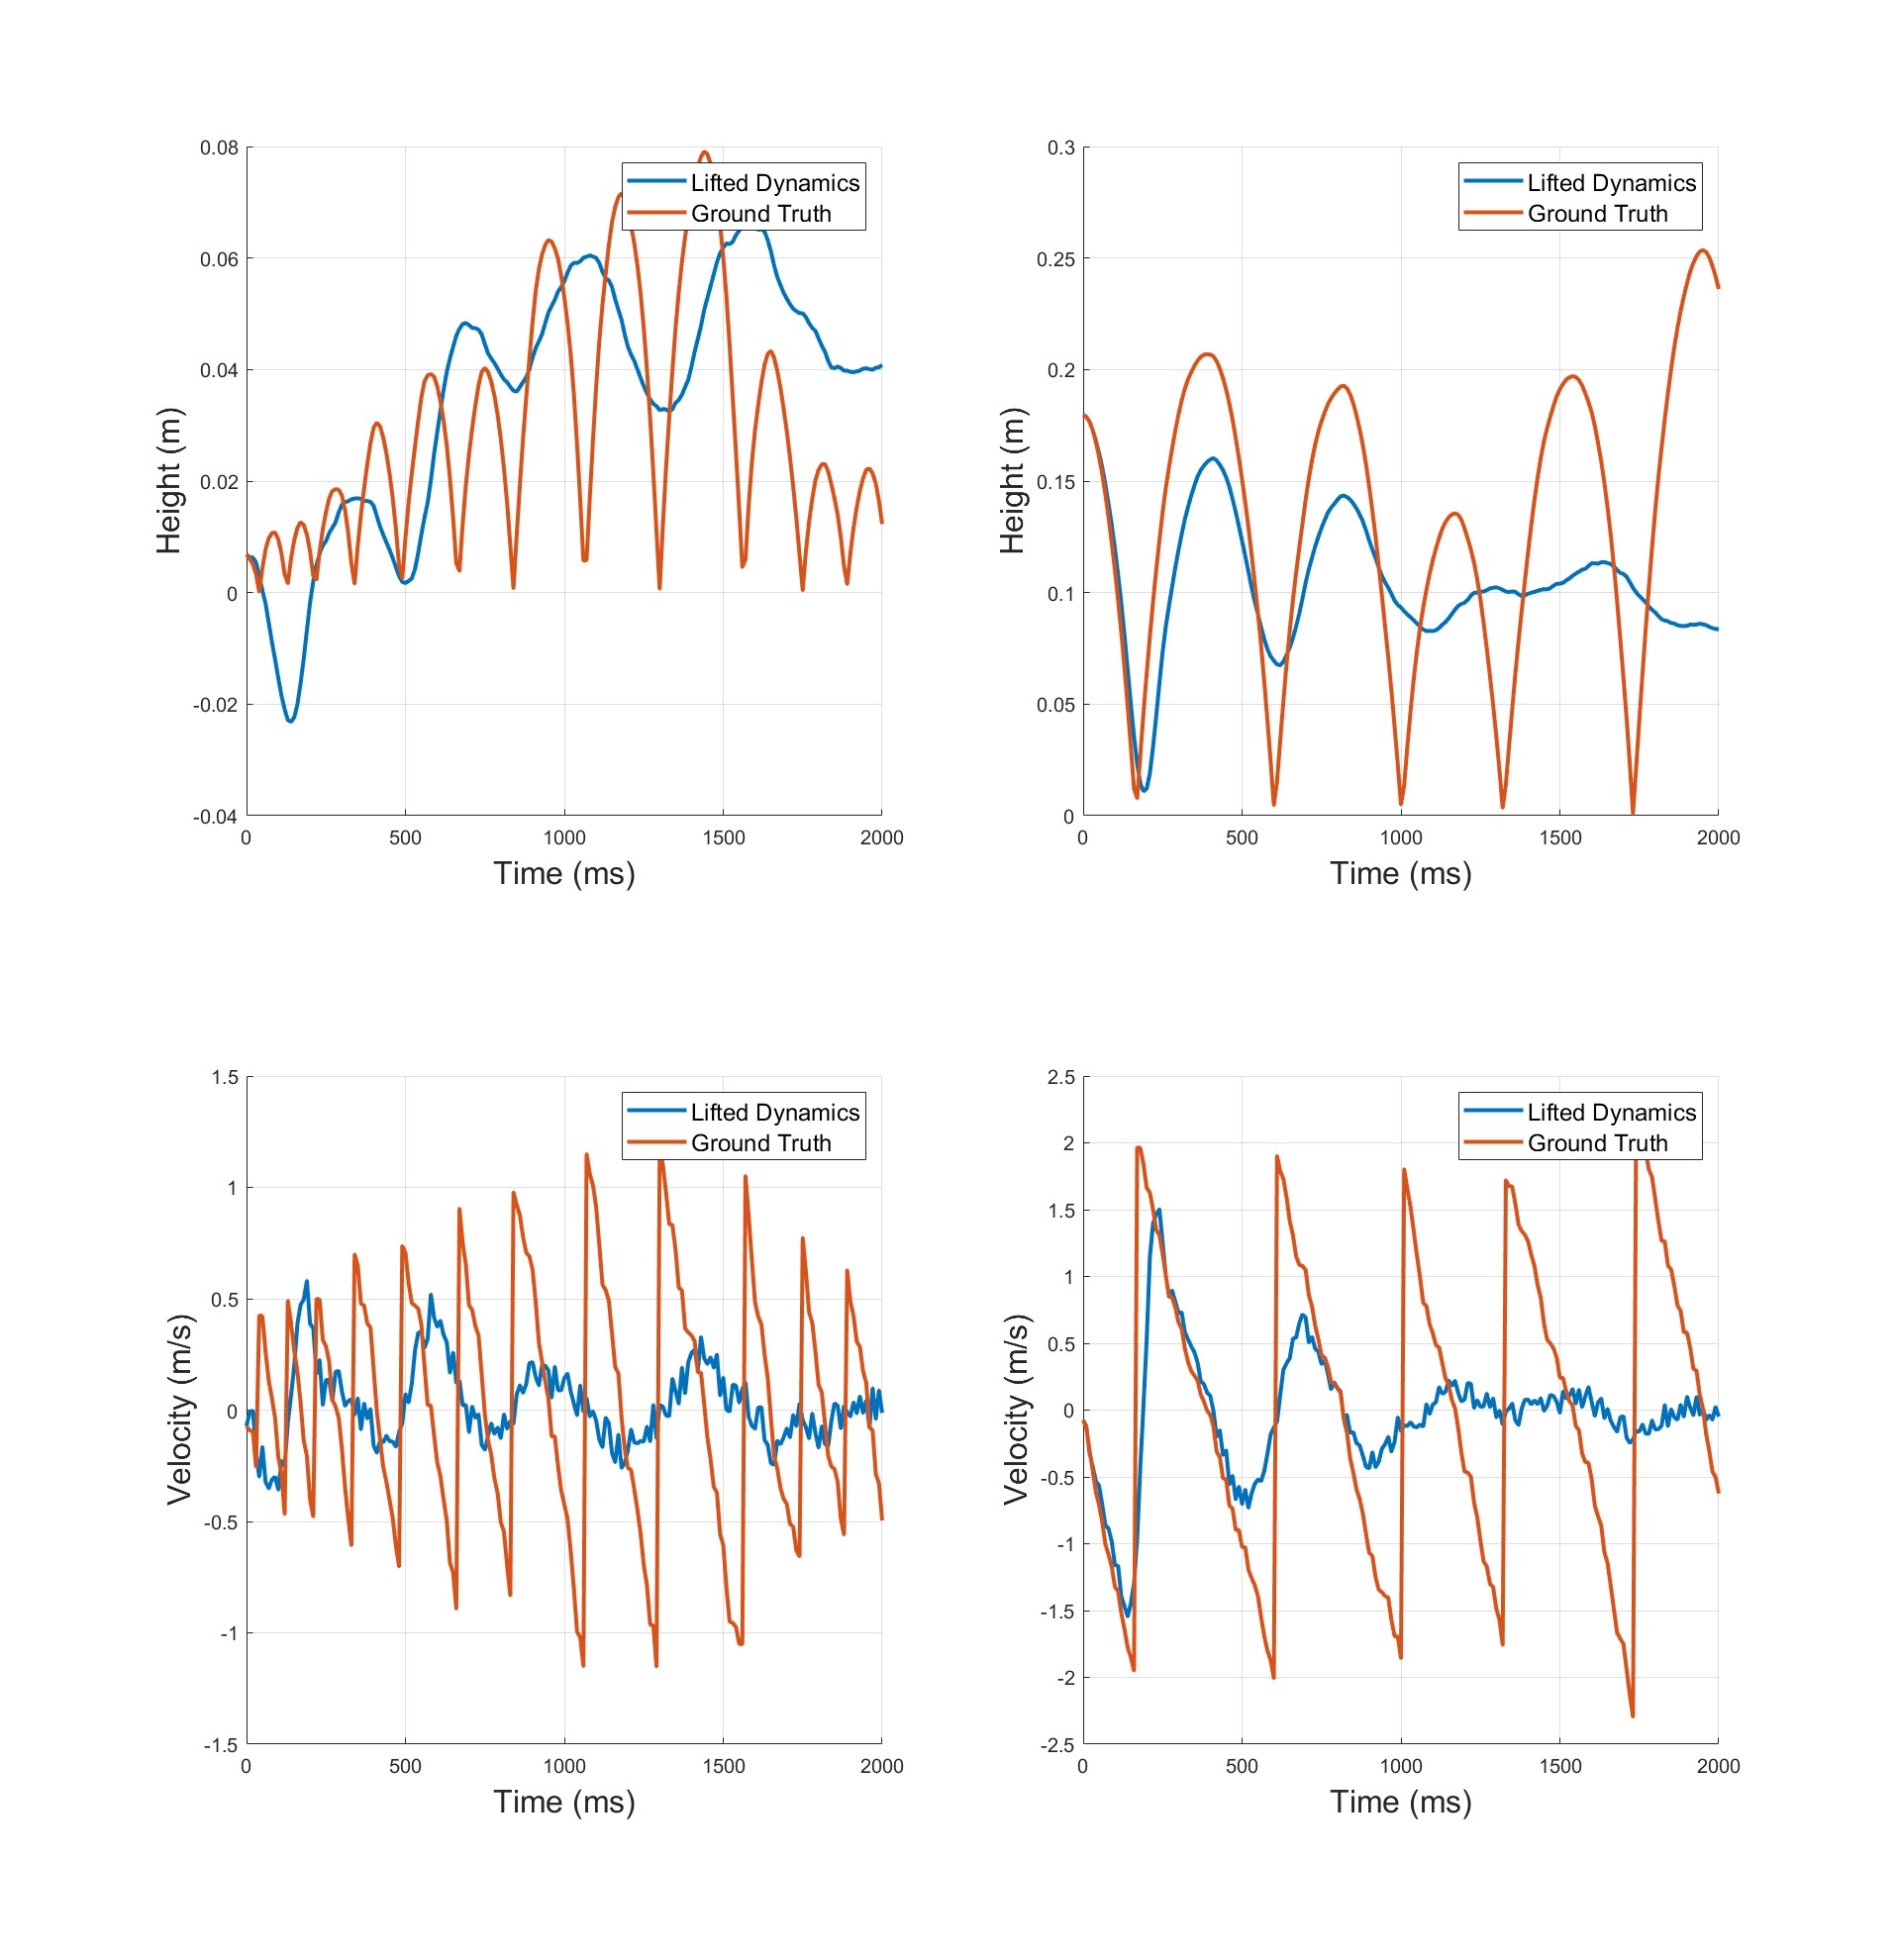 0.08
0.06
0.04
0.02
0
-0.02
-0.04
Height (m)
0 500 1000 1500 2000
Time (ms)
Lifted Dynamics
Ground Truth
0.3
0.25
0.2
0.15
0.1
0.05
0
Height (m)
0 500 1000 1500 2000
Time (ms)
Lifted Dynamics
Ground Truth
1.5
1
0.5
0
-0.5
-1
-1.5
Velocity (m/s)
0 500 1000 1500 2000
Time (ms)
Lifted Dynamics
Ground Truth
2.5
2
1.5
1
0.5
0
-0.5
-1
-1.5
-2
-2.5
Velocity (m/s)
0 500 1000 1500 2000
Time (ms)
Lifted Dynamics
Ground Truth